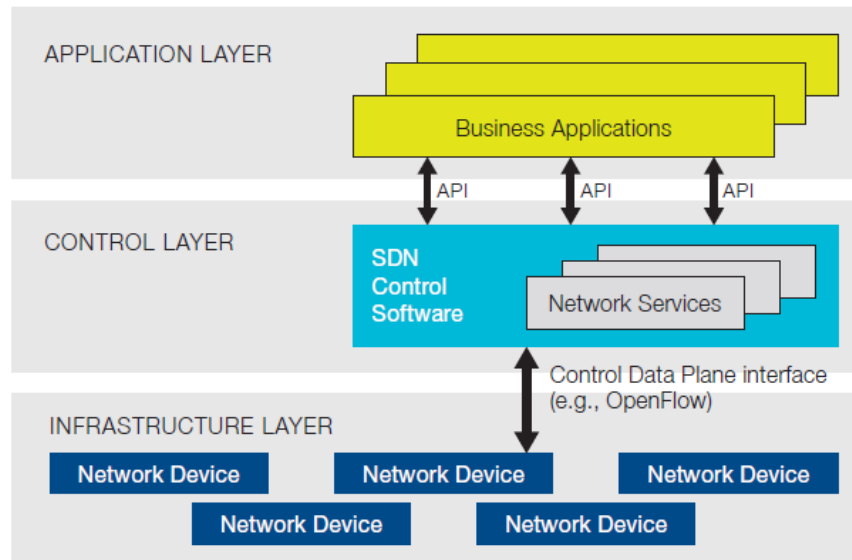 APPLICATION LAYER
Business Applications
API
API
API
CONTROL LAYER
SDN
Control
Software
Network Services
Control Data Plane interface
(e.g., OpenFlow)
INFRASTRUCTURE LAYER
Network Device
Network Device
Network Device
Network Device
Network Device